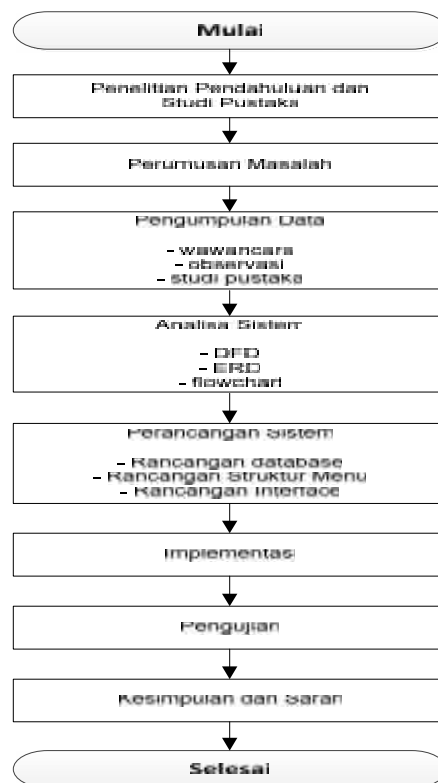 Mulai
Penelitian Pendahuluan dan
Studi Pustaka
Perumusan Masalah
Pengumpulan Data
- wawancara
- observasi
- studi pustaka
Analisa Sistem
- DFD
- ERD
- flowchart
Perancangan Sistem
- Rancangan database
- Rancangan Struktur Menu
- Rancangan Interface
Implementasi
Pengujian
Kesimpulan dan Saran
Selesai